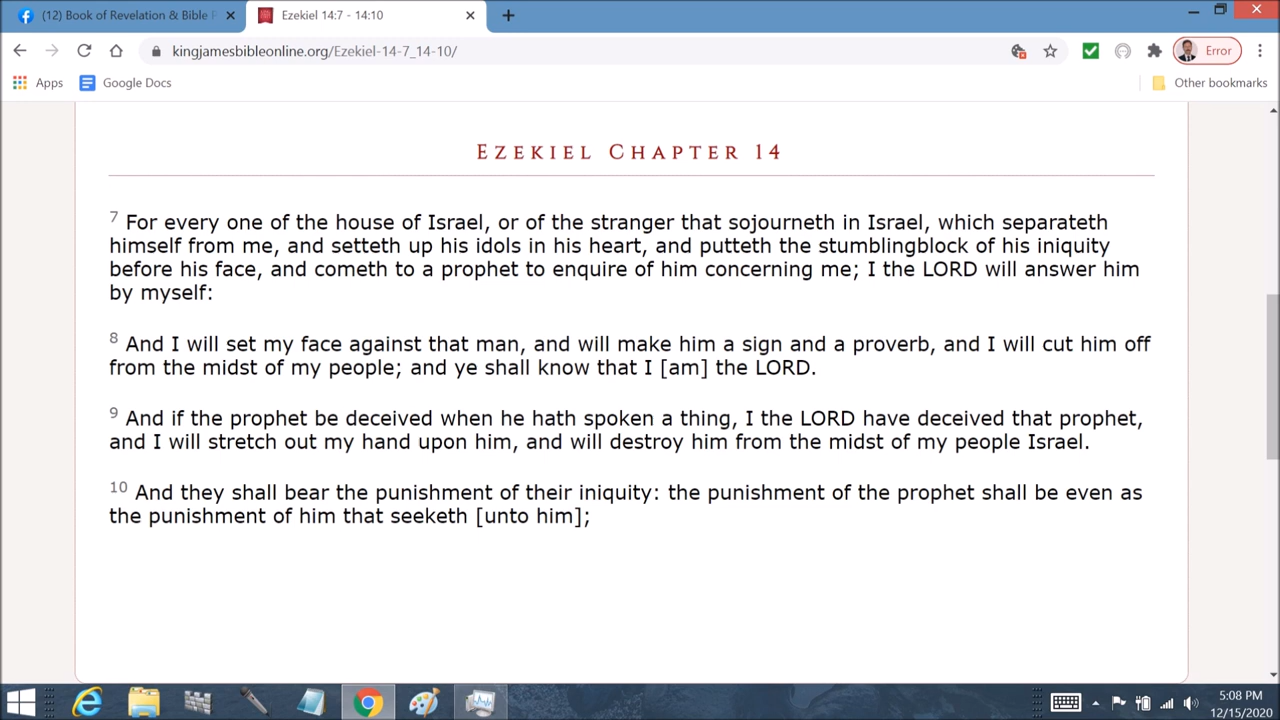 (12) Book of Revelation & Bible P
Ezekiel 14:7 - 14:10
kingjamesbibleonline.org/Ezekiel-14-7_14-10/
Error
Apps
Google Docs
Other bookmarks
EZEKIEL CHAPTER 14
7 For every one of the house of Israel, or of the stranger that sojourneth in Israel, which separateth
himself from me, and setteth up his idols in his heart, and putteth the stumblingblock of his iniquity
before his face, and cometh to a prophet to enquire of him concerning me; I the LORD will answer him
by myself:
8 And I will set my face against that man, and will make him a sign and a proverb, and I will cut him off
from the midst of my people; and ye shall know that I [am] the LORD.
9 And if the prophet be deceived when he hath spoken a thing, I the LORD have deceived that prophet,
and I will stretch out my hand upon him, and will destroy him from the midst of my people Israel.
10 And they shall bear the punishment of their iniquity: the punishment of the prophet shall be even as
the punishment of him that seeketh [unto him];
5:08 PM
12/15/2020